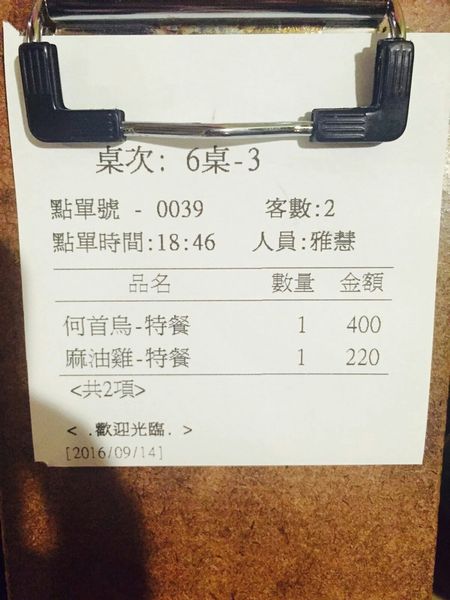 桌次: 6桌-3
點單號 - 0039 客數:2
點單時間:18:46 人員:雅慧
品名 數量 金額
何首烏-特餐 1 400
麻油雞-特餐 1 220
<共2項>
< .歡迎光臨. >
[2016/09/14]